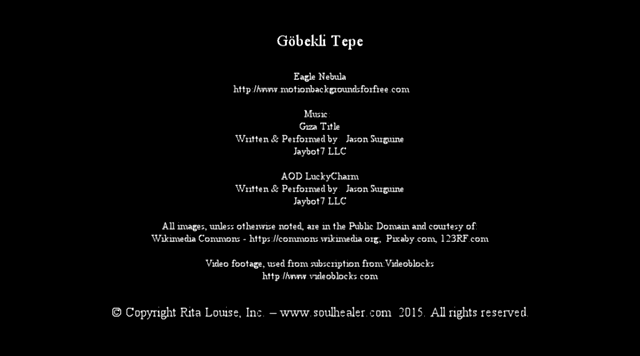 Göbekli Tepe
Eagle Nebula
http://www.motionbackgroundsforfree.com
Music
Giza Title
Written & Performed by Jason Surguine
Jaybot7 LLC
AOD LuckyCharm
Written & Performed by Jason Surguine
Jaybot7 LLC
All images, unless otherwise noted, are in the Public Domain and courtesy of:
Wikimedia Commons - https://commons.wikimedia.org, Pixaby.com, 123RF.com
Video footage, used from subscription from Videoblocks
http://www.videoblocks.com
© Copyright Rita Louise, Inc. – www.soulhealer.com 2015. All rights reserved.